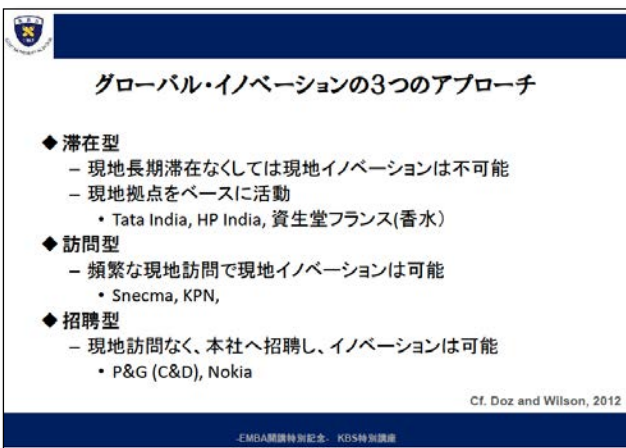 グローバル・イノベーションの3つのアプローチ
◆滞在型
– 現地長期滞在なくしては現地イノベーションは不可能
– 現地拠点をベースに活動
• Tata India, HP India, 資生堂フランス(香水）
◆訪問型
– 頻繁な現地訪問で現地イノベーションは可能
• Snecma, KPN,
◆招聘型
– 現地訪問なく、本社へ招聘し、イノベーションは可能
• P&G (C&D), Nokia
Cf. Doz and Wilson, 2012
-EMBA開講特別記念- KBS特別講座